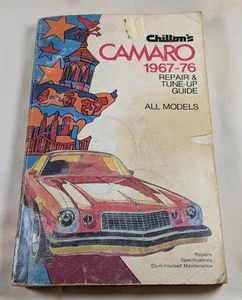 Chilton's
CAMARO
1967-76
REPAIR &
TUNE-UP
GUIDE
ALL MODELS
Repairs
Specifications
Do-It-Yourself Maintenance